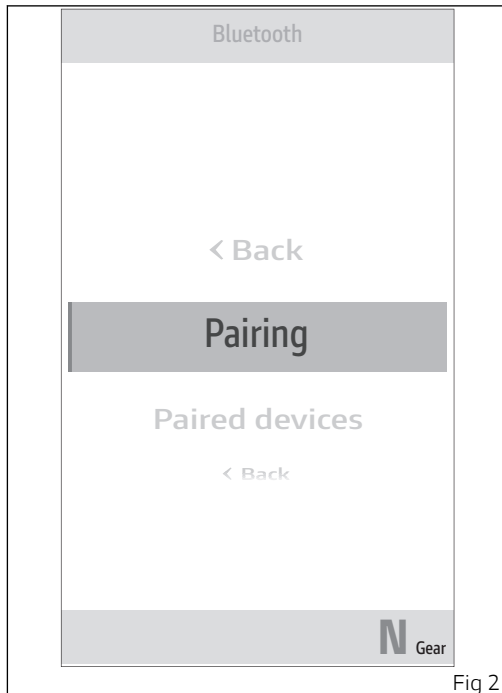 Bluetooth
< Back
Pairing
Paired devices
< Back
N Gear
Fig 2